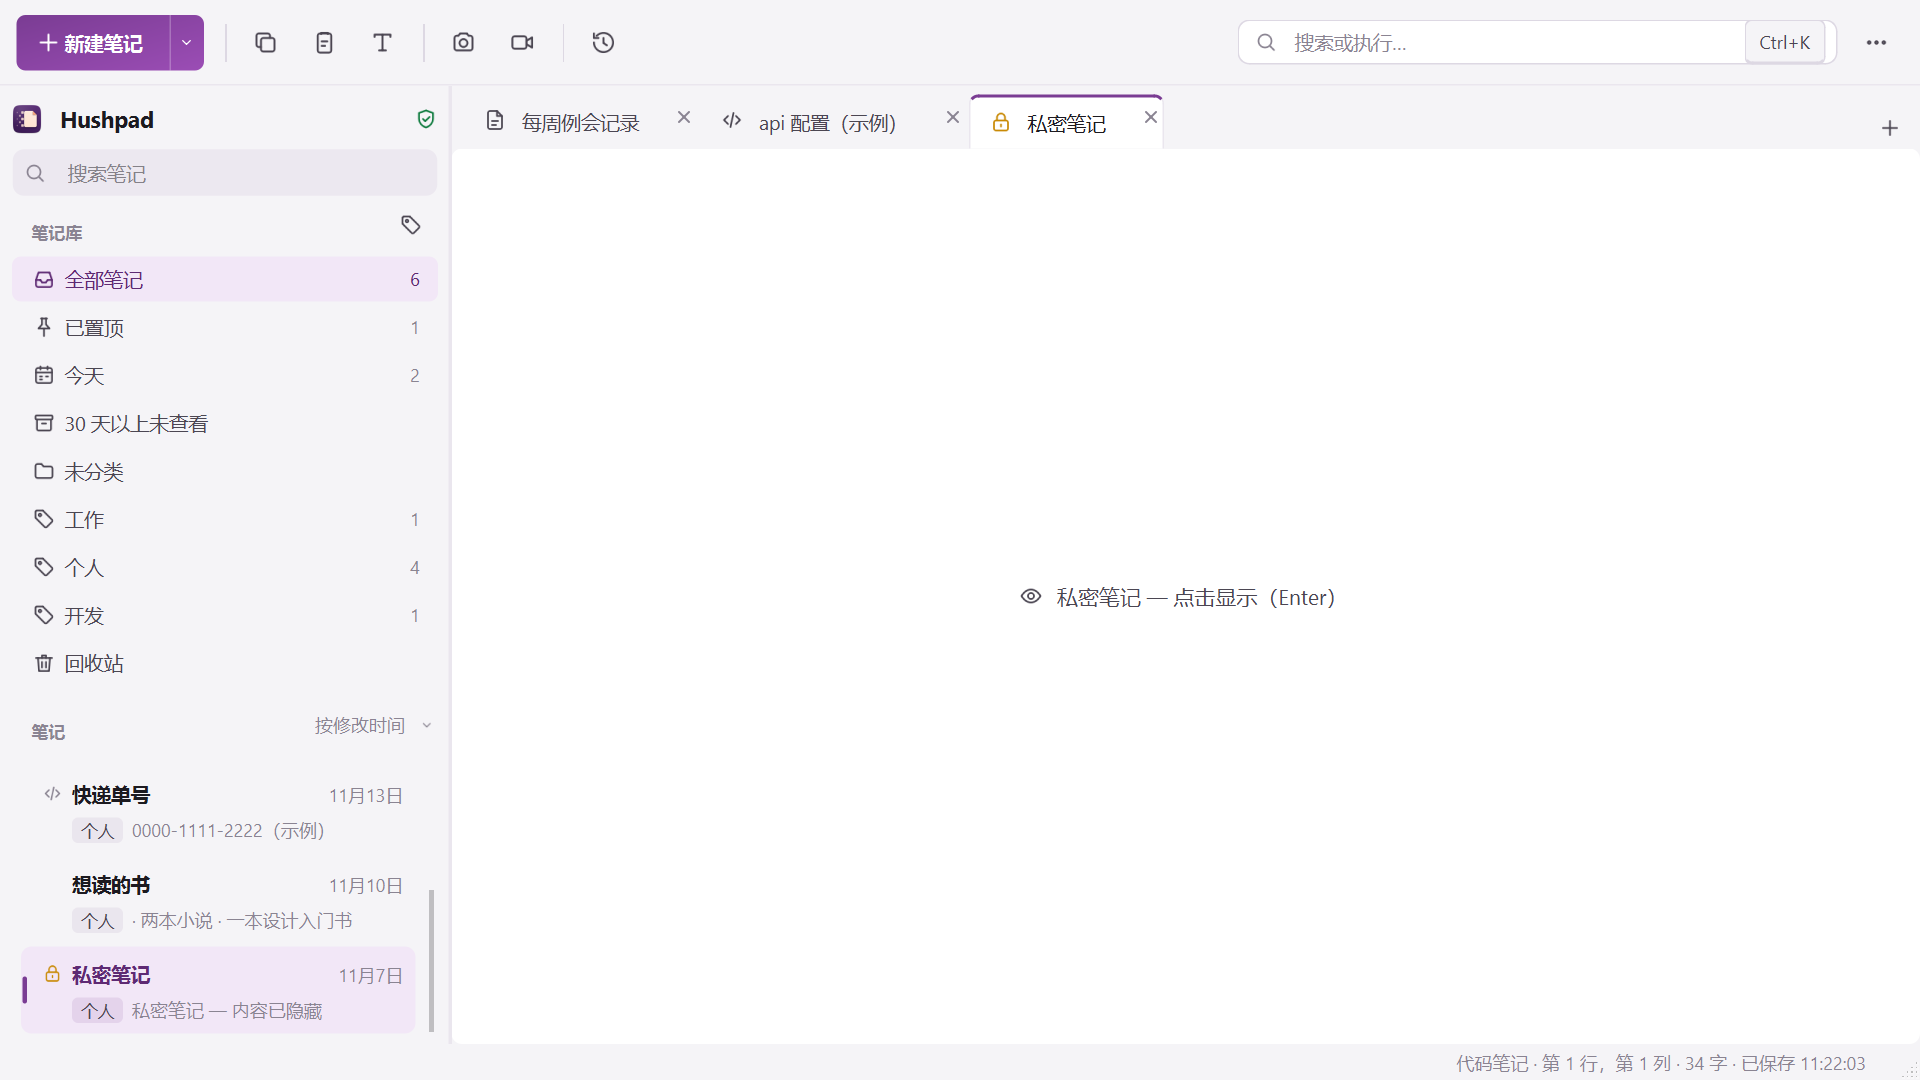 新建笔记
搜索或执行...
Ctrl+K
Hushpad
搜索笔记
笔记库
全部笔记 6
已置顶 1
今天 2
30 天以上未查看
未分类
工作 1
个人 4
开发 1
回收站
笔记 按修改时间
快递单号 11月13日
个人 0000-1111-2222（示例）
想读的书 11月10日
个人 · 两本小说 · 一本设计入门书
私密笔记 11月7日
个人 私密笔记 — 内容已隐藏
每周例会记录
api 配置（示例）
私密笔记
私密笔记 — 点击显示（Enter）
代码笔记 · 第 1 行，第 1 列 · 34 字 · 已保存 11:22:03